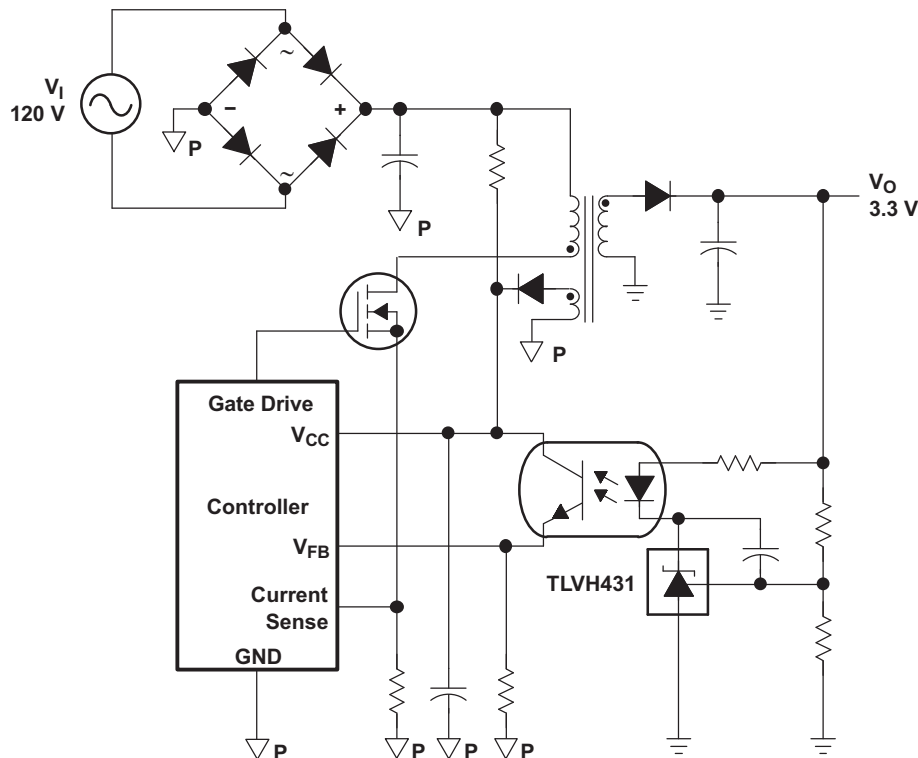 V_I
120 V
~
−
+
~
P
P
V_O
3.3 V
P
Gate Drive
V_CC
Controller
V_FB
TLVH431
Current
Sense
GND
P
P
P
P